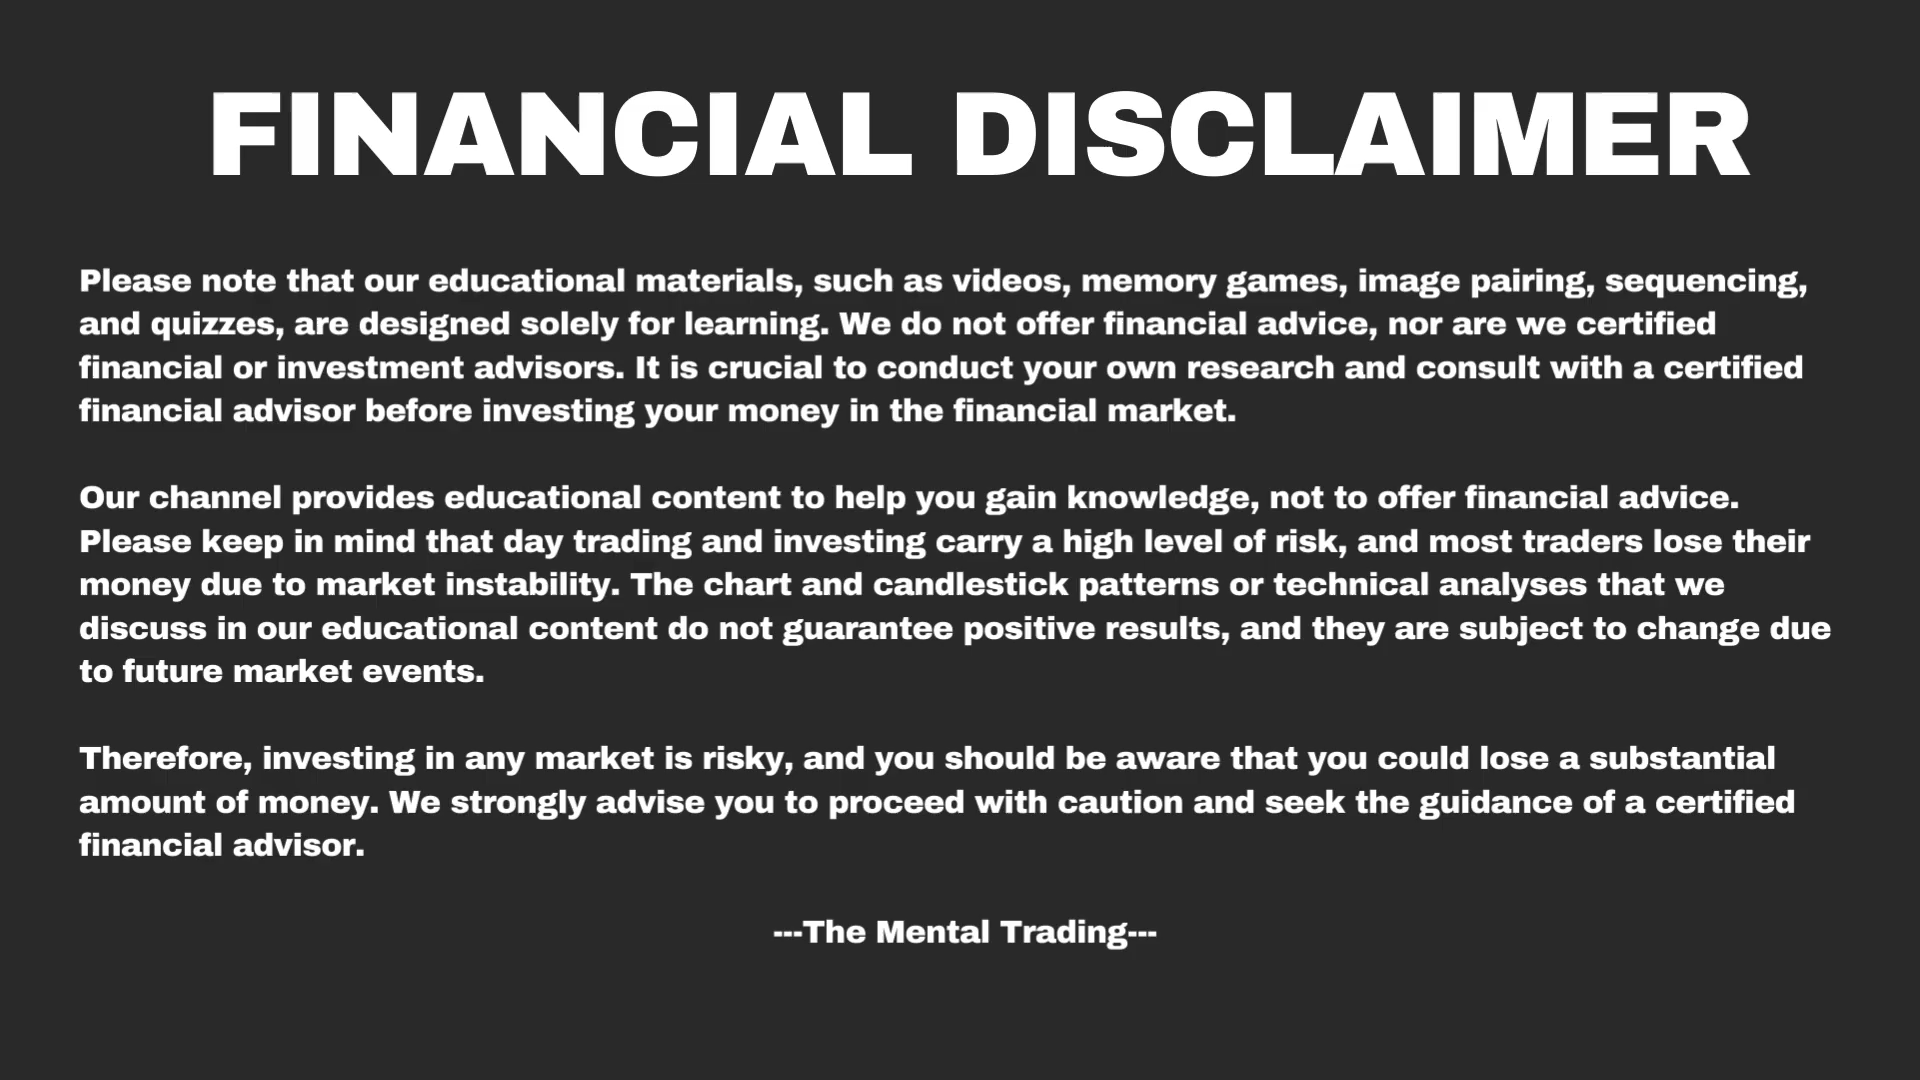 FINANCIAL DISCLAIMER
Please note that our educational materials, such as videos, memory games, image pairing, sequencing,
and quizzes, are designed solely for learning. We do not offer financial advice, nor are we certified
financial or investment advisors. It is crucial to conduct your own research and consult with a certified
financial advisor before investing your money in the financial market.
Our channel provides educational content to help you gain knowledge, not to offer financial advice.
Please keep in mind that day trading and investing carry a high level of risk, and most traders lose their
money due to market instability. The chart and candlestick patterns or technical analyses that we
discuss in our educational content do not guarantee positive results, and they are subject to change due
to future market events.
Therefore, investing in any market is risky, and you should be aware that you could lose a substantial
amount of money. We strongly advise you to proceed with caution and seek the guidance of a certified
financial advisor.
---The Mental Trading---